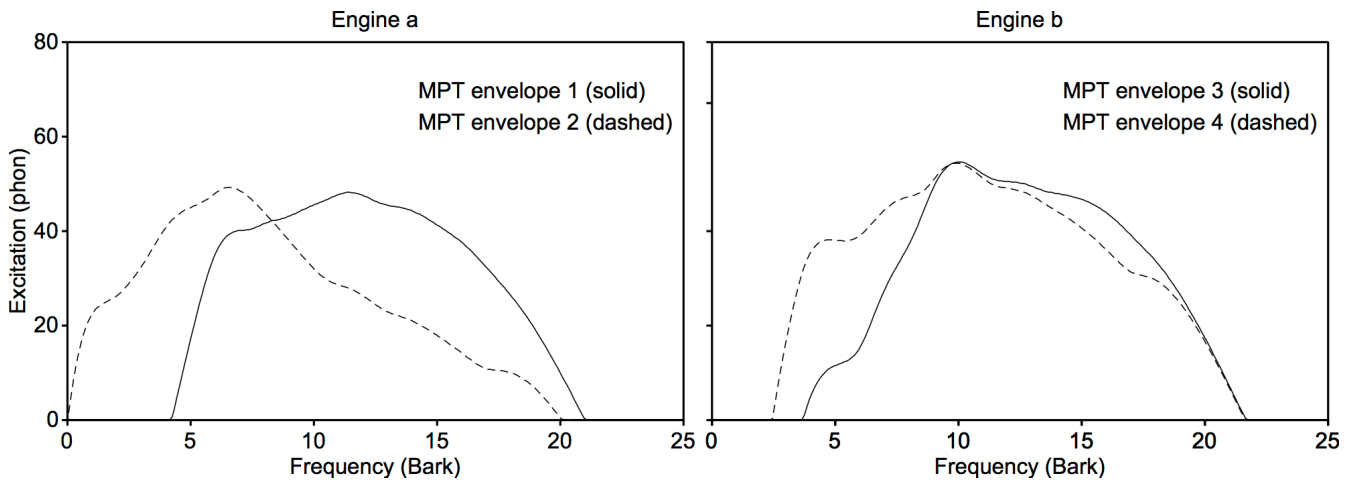 Engine a
Engine b
80
60
40
20
0
Excitation (phon)
MPT envelope 1 (solid)
MPT envelope 2 (dashed)
MPT envelope 3 (solid)
MPT envelope 4 (dashed)
0 5 10 15 20 25
0 5 10 15 20 25
Frequency (Bark)
Frequency (Bark)